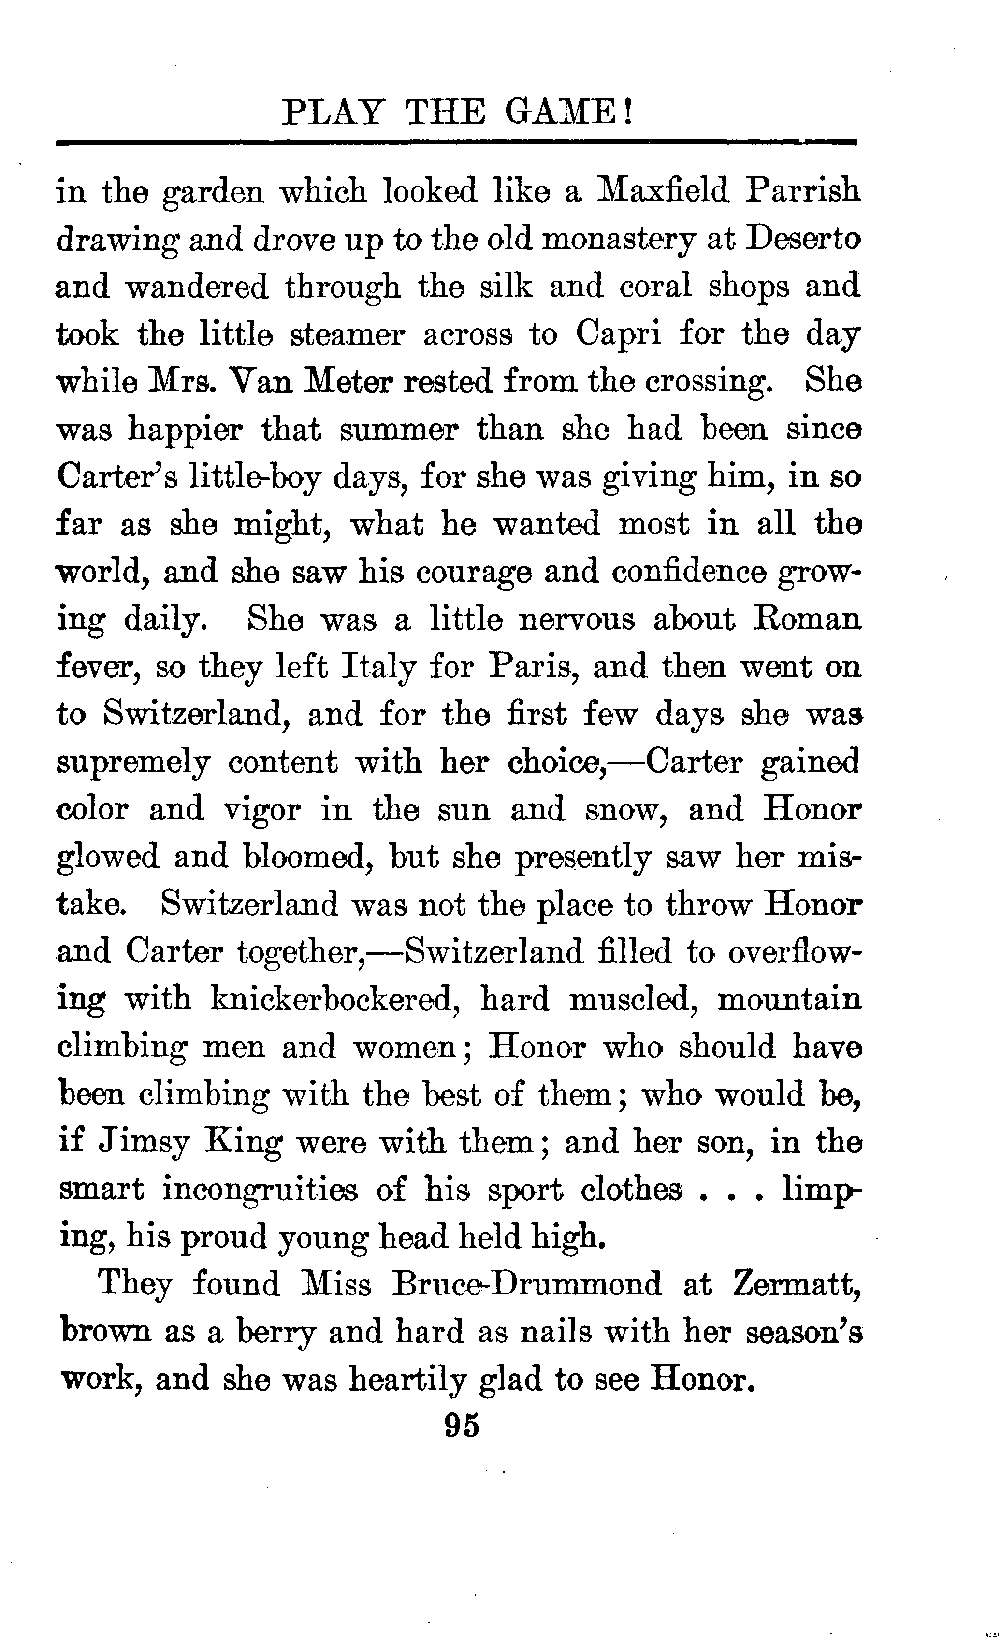 PLAY THE GAME!
in the garden which looked like a Maxfield Parrish
drawing and drove up to the old monastery at Deserto
and wandered through the silk and coral shops and
took the little steamer across to Capri for the day
while Mrs. Van Meter rested from the crossing. She
was happier that summer than she had been since
Carter's little-boy days, for she was giving him, in so
far as she might, what he wanted most in all the
world, and she saw his courage and confidence grow-
ing daily. She was a little nervous about Roman
fever, so they left Italy for Paris, and then went on
to Switzerland, and for the first few days she was
supremely content with her choice,—Carter gained
color and vigor in the sun and snow, and Honor
glowed and bloomed, but she presently saw her mis-
take. Switzerland was not the place to throw Honor
and Carter together,—Switzerland filled to overflow-
ing with knickerbockered, hard muscled, mountain
climbing men and women; Honor who should have
been climbing with the best of them; who would be,
if Jimsy King were with them; and her son, in the
smart incongruities of his sport clothes . . . limp-
ing, his proud young head held high.
They found Miss Bruce-Drummond at Zermatt,
brown as a berry and hard as nails with her season's
work, and she was heartily glad to see Honor.
95